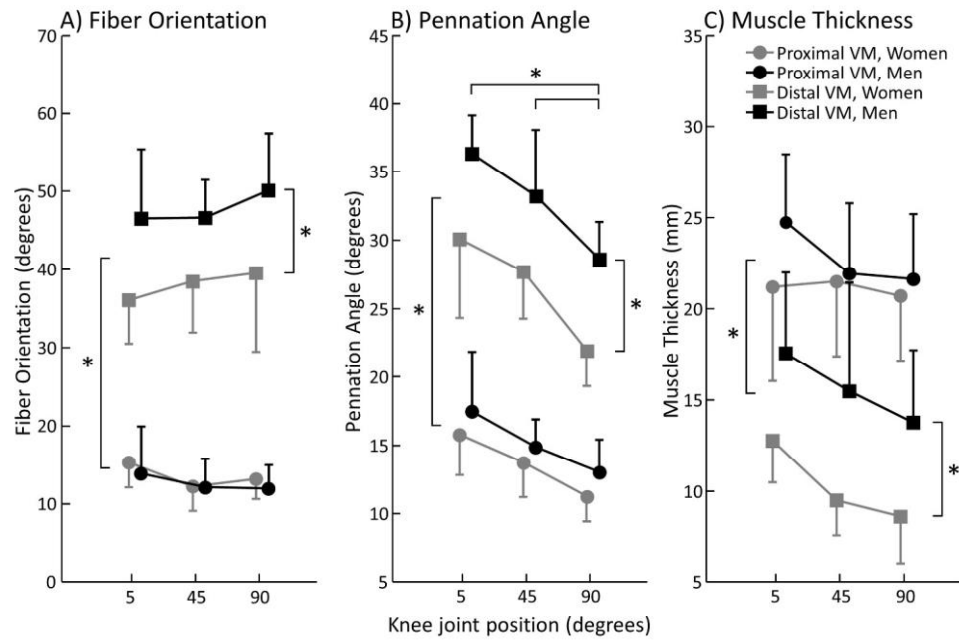 A) Fiber Orientation
Fiber Orientation (degrees)
70
60
50
40
30
20
10
0
*
*
5 45 90
B) Pennation Angle
Pennation Angle (degrees)
45
40
35
30
25
20
15
10
5
*
*
*
5 45 90
C) Muscle Thickness
Muscle Thickness (mm)
35
30
25
20
15
10
5
Proximal VM, Women
Proximal VM, Men
Distal VM, Women
Distal VM, Men
*
*
5 45 90
Knee joint position (degrees)